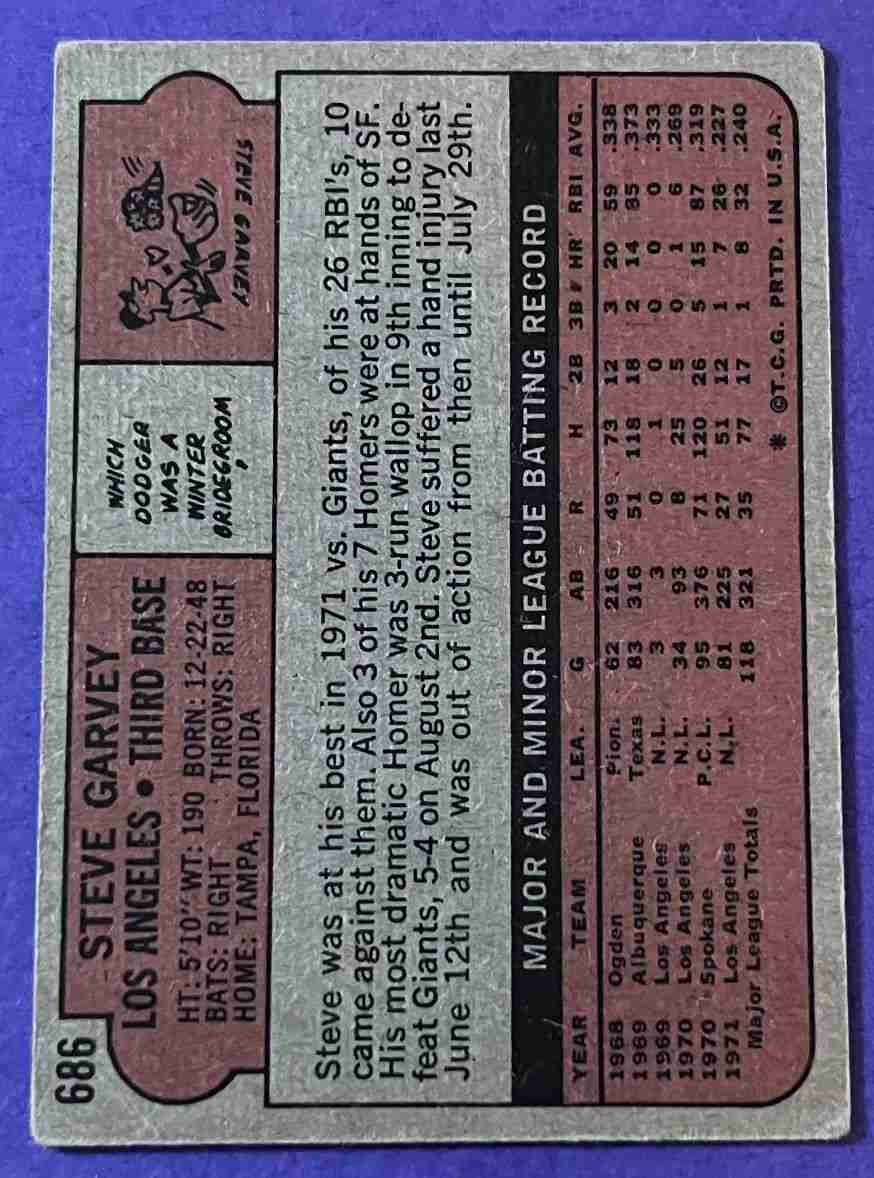 686
STEVE GARVEY
LOS ANGELES • THIRD BASE
HT: 5'10" WT: 190 BORN: 12-22-48
BATS: RIGHT THROWS: RIGHT
HOME: TAMPA, FLORIDA
WHICH
DODGER
WAS A
WINTER
BRIDEGROOM?
STEVE GARVEY
Steve was at his best in 1971 vs. Giants, of his 26 RBI's, 10
came against them. Also 3 of his 7 Homers were at hands of SF.
His most dramatic Homer was 3-run wallop in 9th inning to de-
feat Giants, 5-4 on August 2nd. Steve suffered a hand injury last
June 12th and was out of action from then until July 29th.
MAJOR AND MINOR LEAGUE BATTING RECORD
YEAR TEAM LEA. G AB R H 2B 3B HR RBI AVG.
1968 Ogden Pion. 62 216 49 73 12 3 20 59 .338
1969 Albuquerque Texas 83 316 51 118 18 2 14 85 .373
1969 Los Angeles N.L. 3 3 0 1 0 0 0 0 .333
1970 Los Angeles N.L. 34 93 8 25 5 0 1 6 .269
1970 Spokane P.C.L. 95 376 71 120 26 5 15 87 .319
1971 Los Angeles N.L. 81 225 27 51 12 1 7 26 .227
Major League Totals 118 321 35 77 17 1 8 32 .240
* ©T.C.G. PRTD. IN U.S.A.